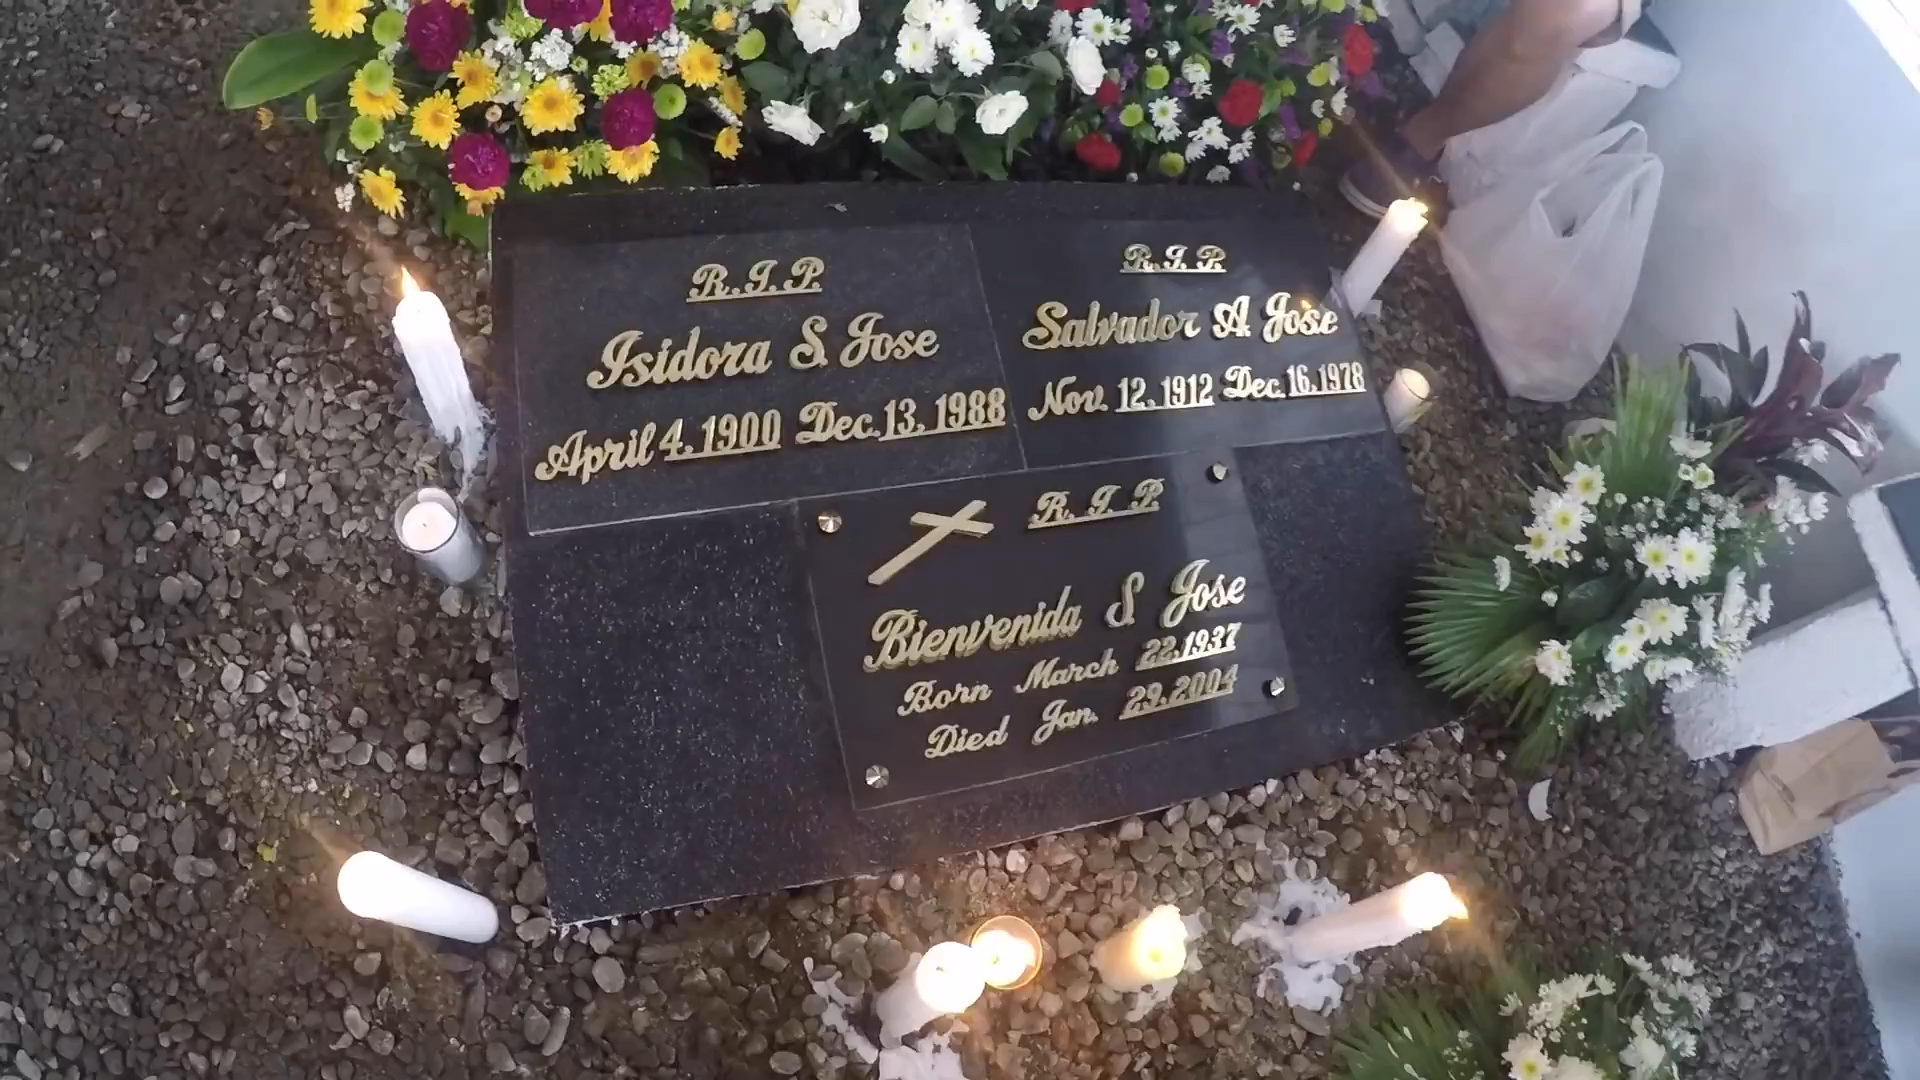 R.I.P.
Isidora S. Jose
April 4, 1900 Dec. 13, 1988
R.I.P.
Salvador A. Jose
Nov. 12, 1912 Dec. 16, 1978
R. I. P.
Bienvenida S Jose
Born March 22.1937
Died Jan. 29.2004